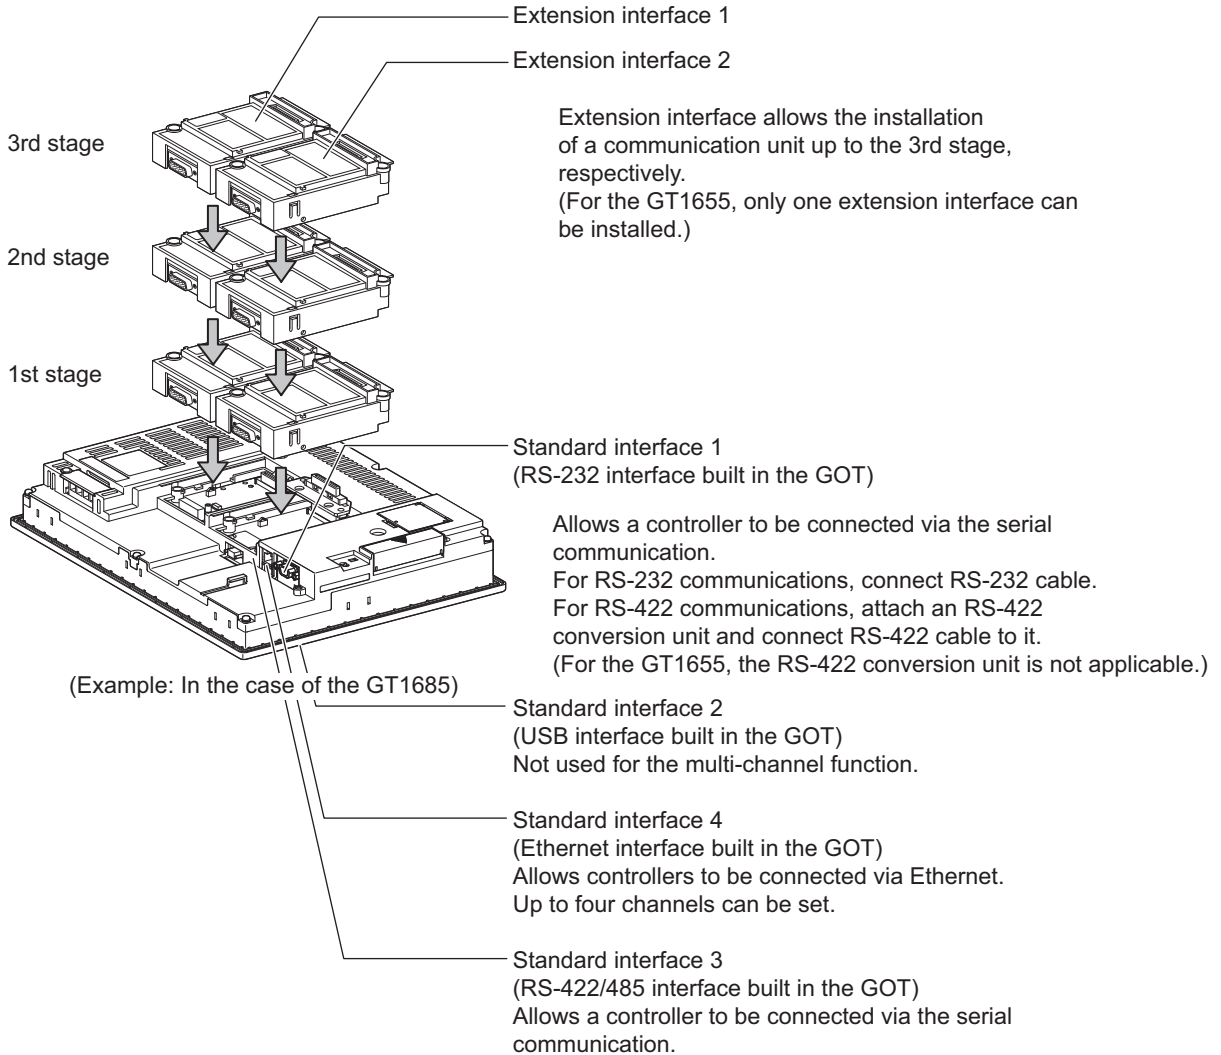 Extension interface 1
Extension interface 2
Extension interface allows the installation
of a communication unit up to the 3rd stage,
respectively.
(For the GT1655, only one extension interface can
be installed.)
3rd stage
2nd stage
1st stage
Standard interface 1
(RS-232 interface built in the GOT)
Allows a controller to be connected via the serial
communication.
For RS-232 communications, connect RS-232 cable.
For RS-422 communications, attach an RS-422
conversion unit and connect RS-422 cable to it.
(For the GT1655, the RS-422 conversion unit is not applicable.)
(Example: In the case of the GT1685)
Standard interface 2
(USB interface built in the GOT)
Not used for the multi-channel function.
Standard interface 4
(Ethernet interface built in the GOT)
Allows controllers to be connected via Ethernet.
Up to four channels can be set.
Standard interface 3
(RS-422/485 interface built in the GOT)
Allows a controller to be connected via the serial
communication.